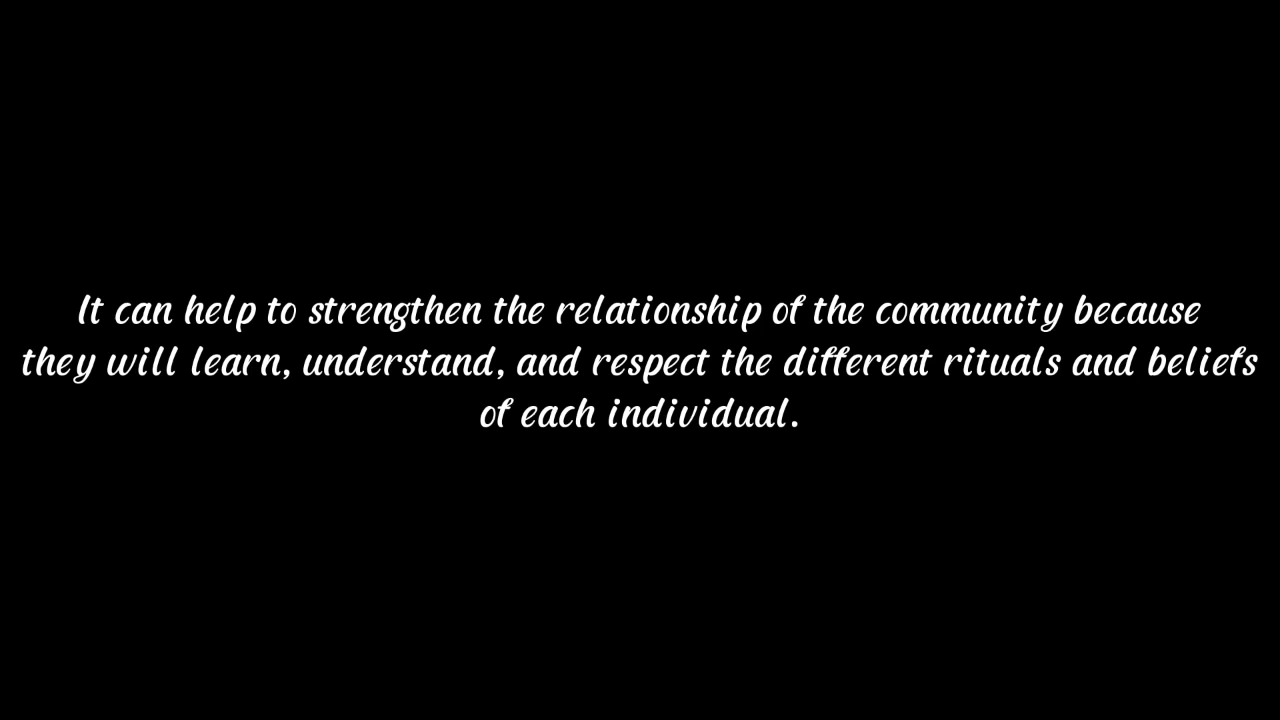 It can help to strengthen the relationship of the community because
they will learn, understand, and respect the different rituals and beliefs
of each individual.